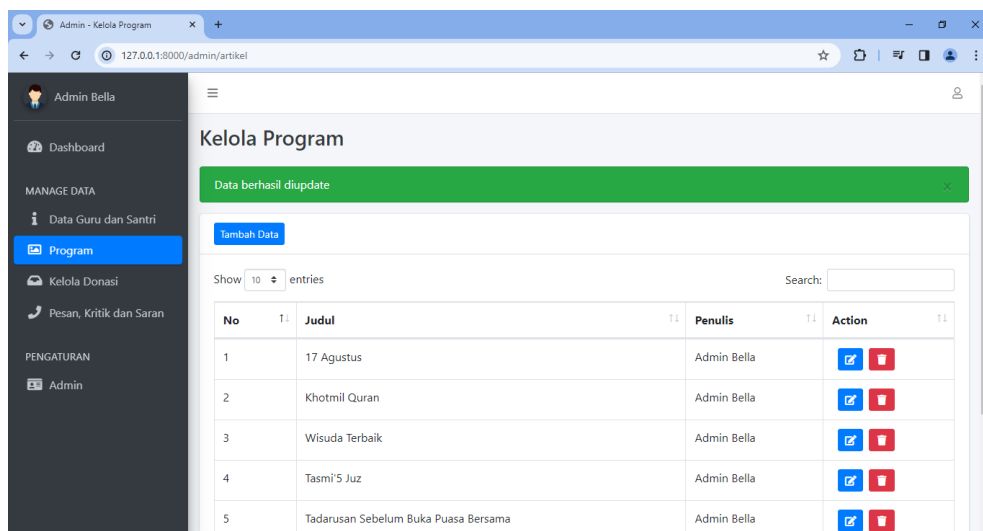 Admin - Kelola Program
127.0.0.1:8000/admin/artikel
Admin Bella
Dashboard
MANAGE DATA
Data Guru dan Santri
Program
Kelola Donasi
Pesan, Kritik dan Saran
PENGATURAN
Admin
Kelola Program
Data berhasil diupdate
Tambah Data
Show 10 entries Search:
No Judul Penulis Action
1 17 Agustus Admin Bella
2 Khotmil Quran Admin Bella
3 Wisuda Terbaik Admin Bella
4 Tasmi'5 Juz Admin Bella
5 Tadarusan Sebelum Buka Puasa Bersama Admin Bella